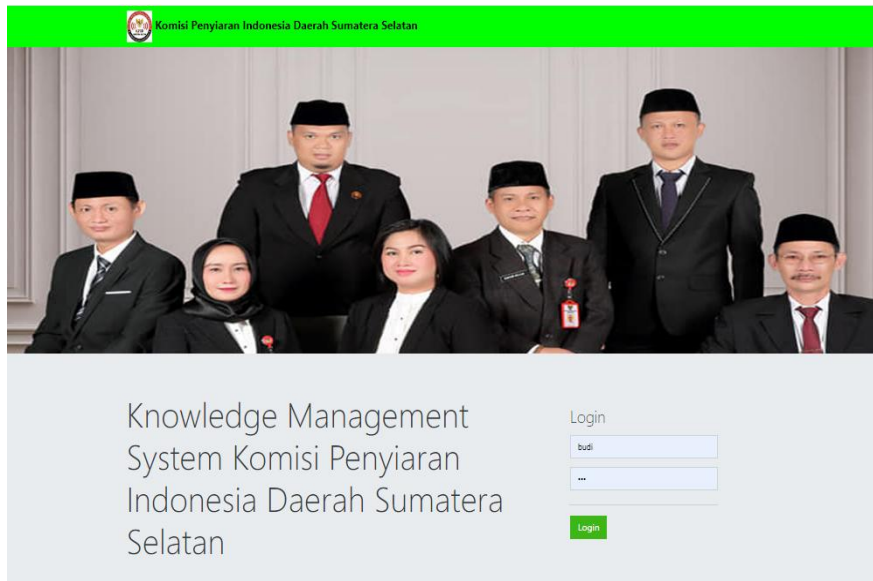 Komisi Penyiaran Indonesia Daerah Sumatera Selatan
Knowledge Management
System Komisi Penyiaran
Indonesia Daerah Sumatera
Selatan
Login
budi
•••
Login